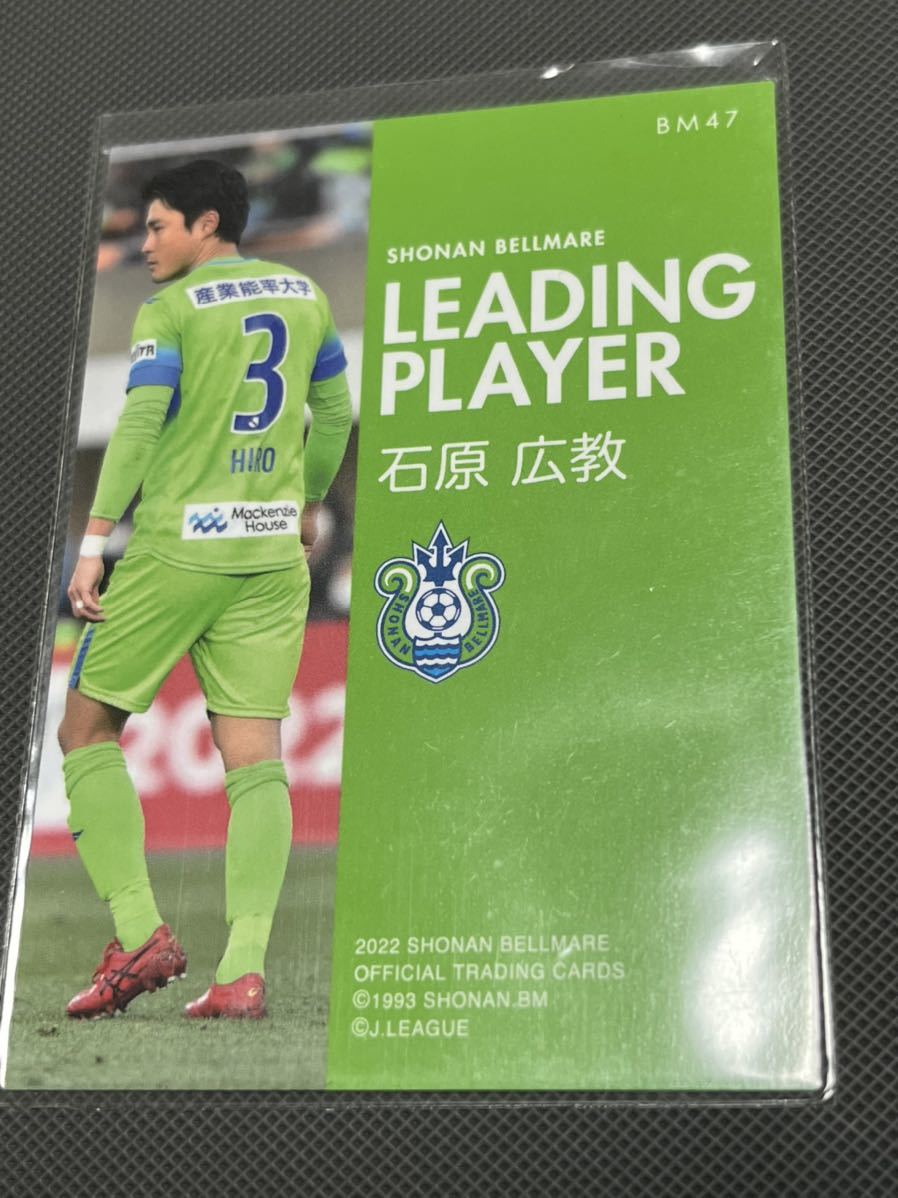 BM47
SHONAN BELLMARE
LEADING
PLAYER
石原 広教
SHONAN BELLMARE
2022 SHONAN BELLMARE
OFFICIAL TRADING CARDS
©1993 SHONAN.BM
©J.LEAGUE
産業能率大学
3
HIRO
Mackenzie
House
2022